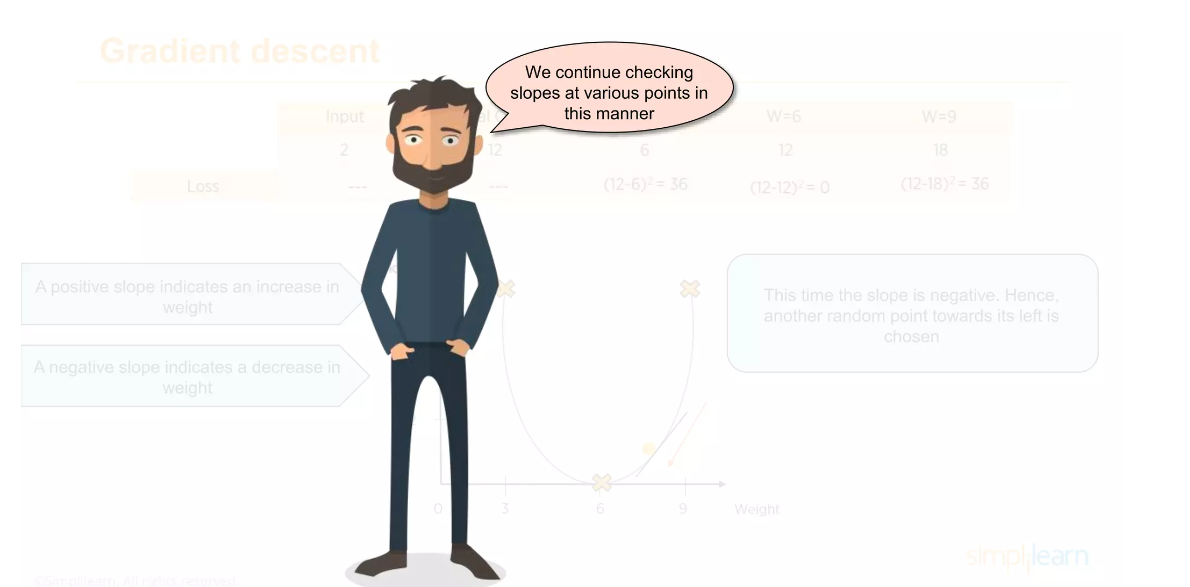 Gradient descent
We continue checking
slopes at various points in
this manner
Input W=6 W=9
2 12 6 12 18
Loss --- --- (12-6)²= 36 (12-12)²= 0 (12-18)²= 36
A positive slope indicates an increase in
weight
A negative slope indicates a decrease in
weight
This time the slope is negative. Hence,
another random point towards its left is
chosen
0 3 6 9 Weight
simplilearn
©Simplilearn. All rights reserved.